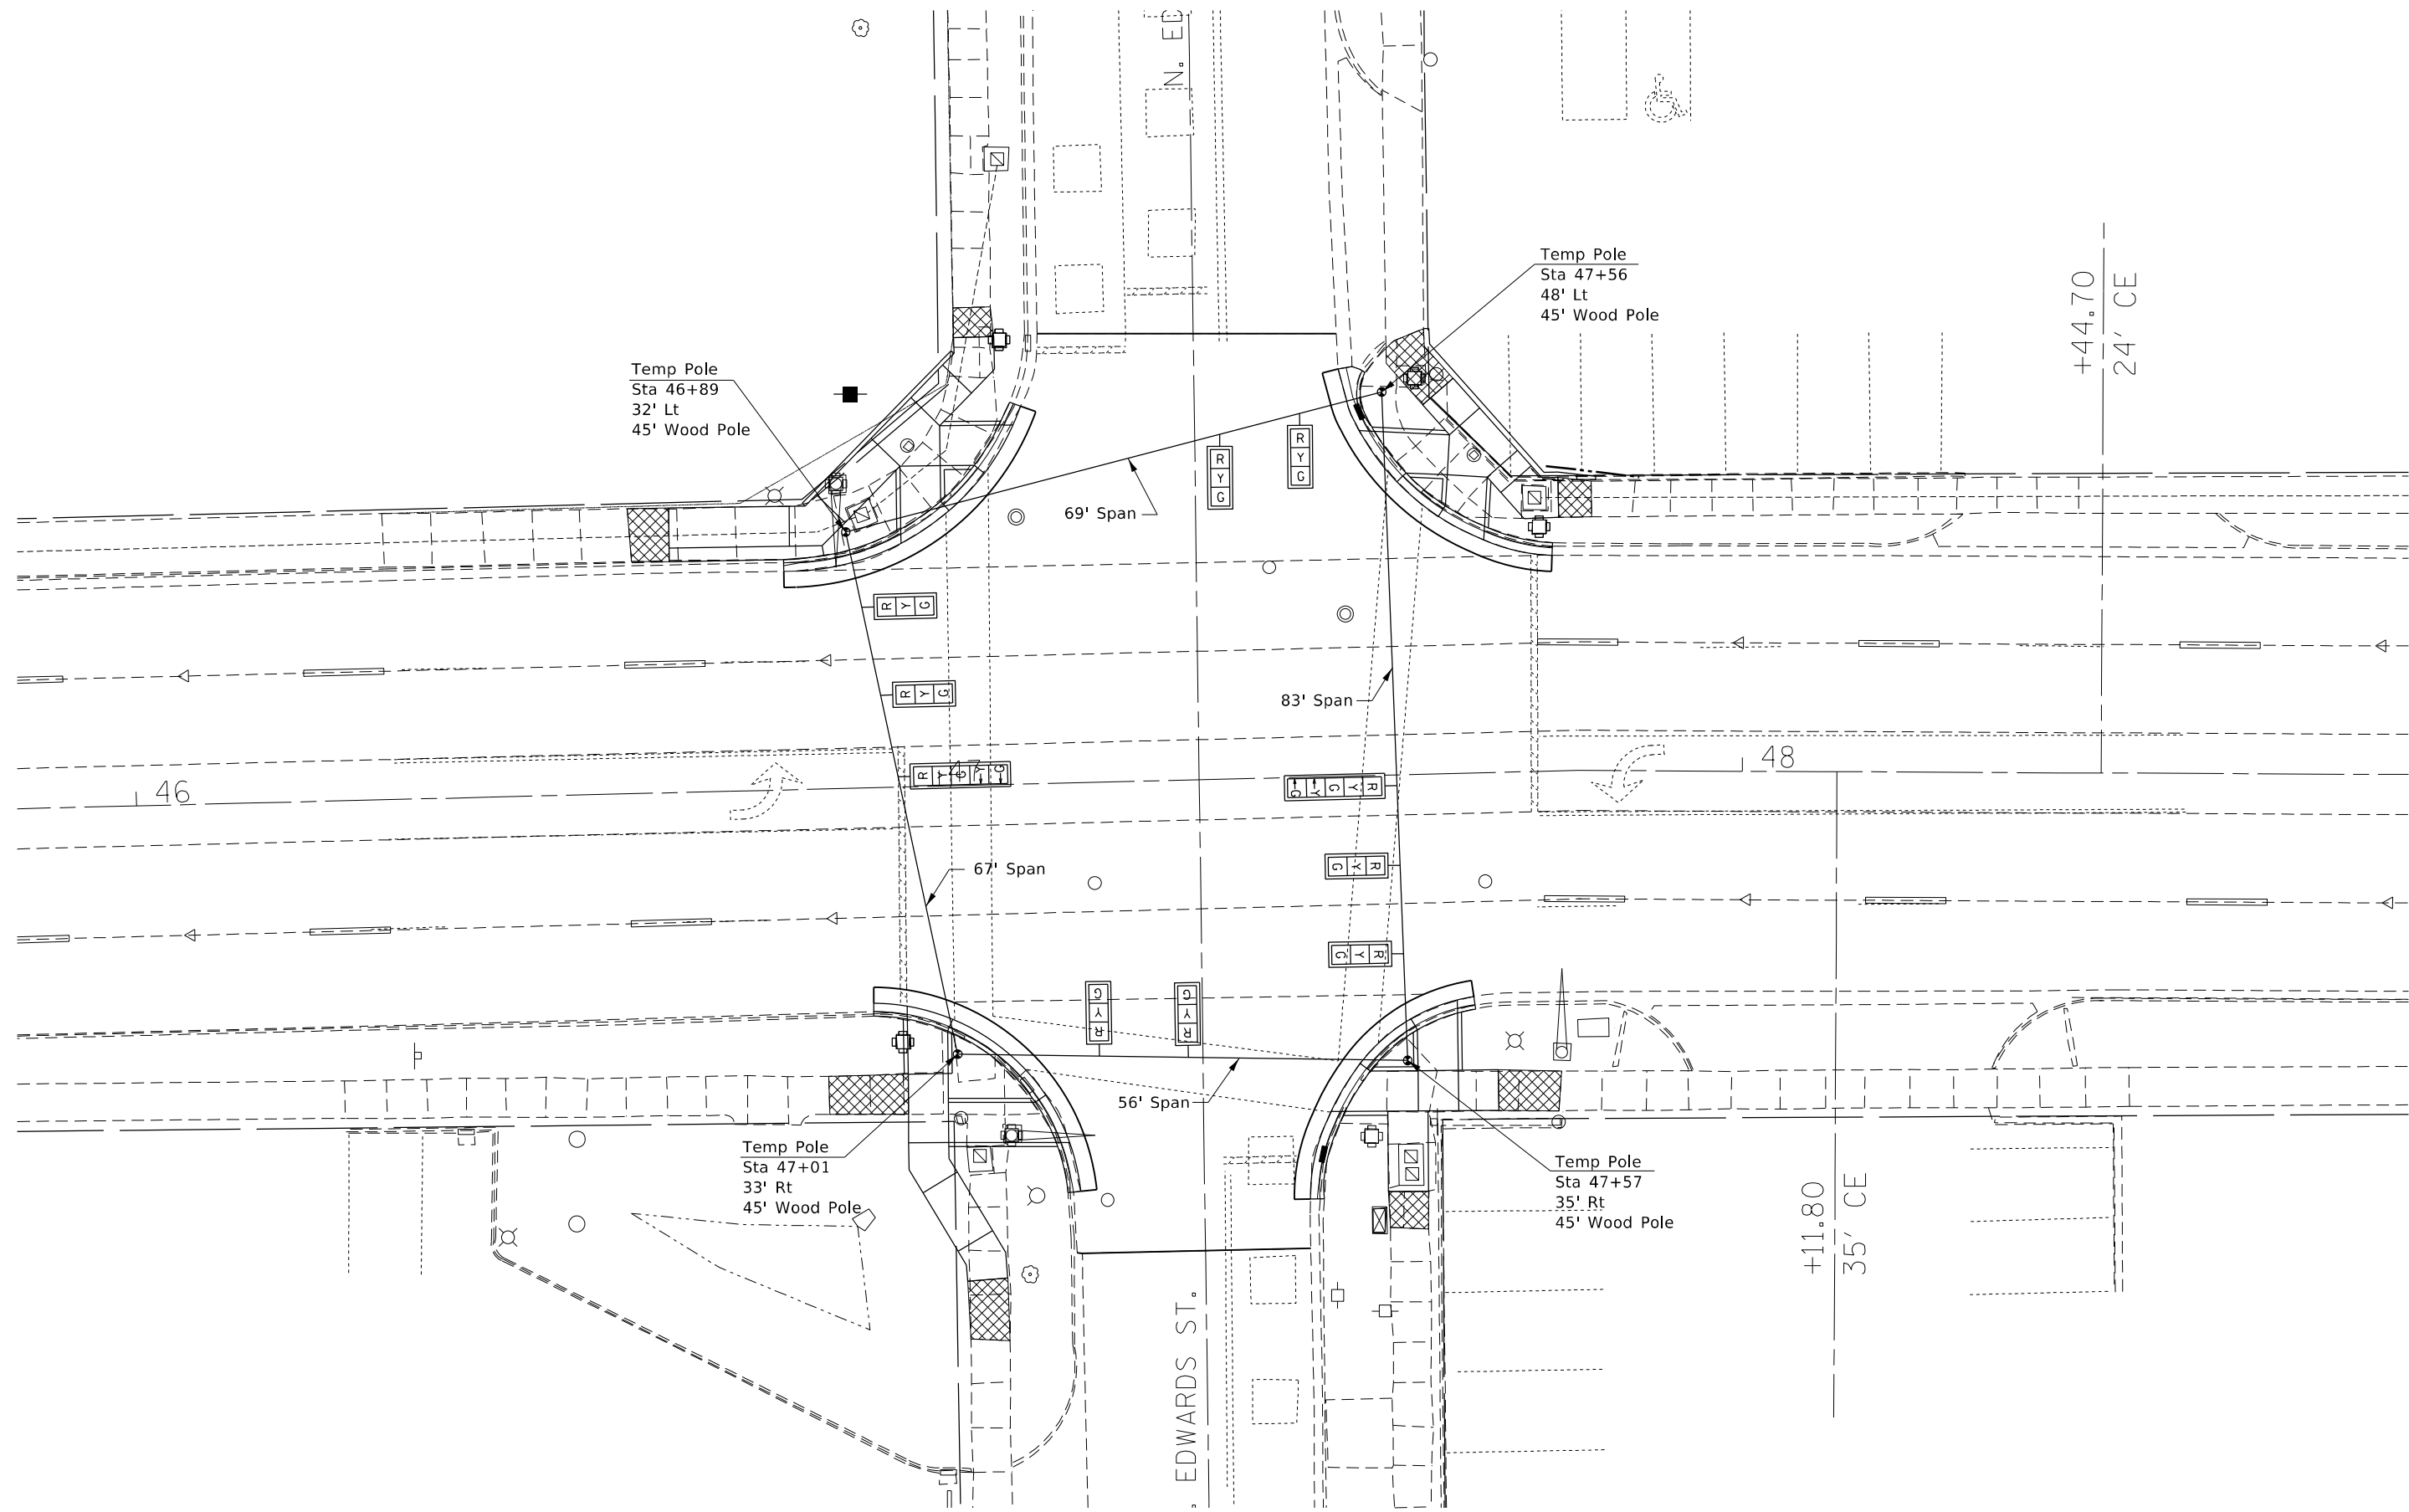 N. ED
Temp Pole
Sta 47+56
48' Lt
45' Wood Pole
+44.70
24' CE
Temp Pole
Sta 46+89
32' Lt
45' Wood Pole
R
Y
G
R
Y
G
69' Span
R Y G
R Y G
83' Span
R Y G Y G
47
R Y G Y G
46
48
67' Span
R Y G
R Y G
R Y G
R Y G
56' Span
Temp Pole
Sta 47+01
33' Rt
45' Wood Pole
Temp Pole
Sta 47+57
35' Rt
45' Wood Pole
+11.80
35' CE
. EDWARDS ST.